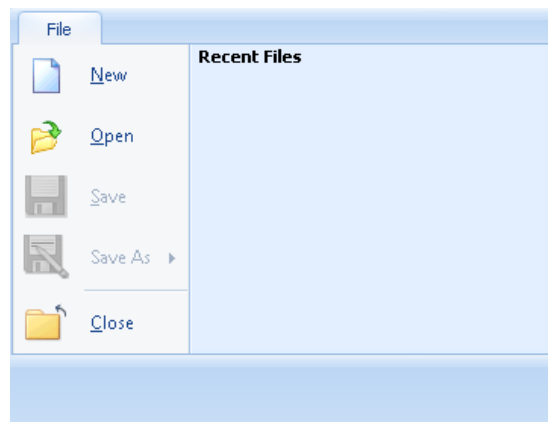 File
Recent Files
New
Open
Save
Save As
Close